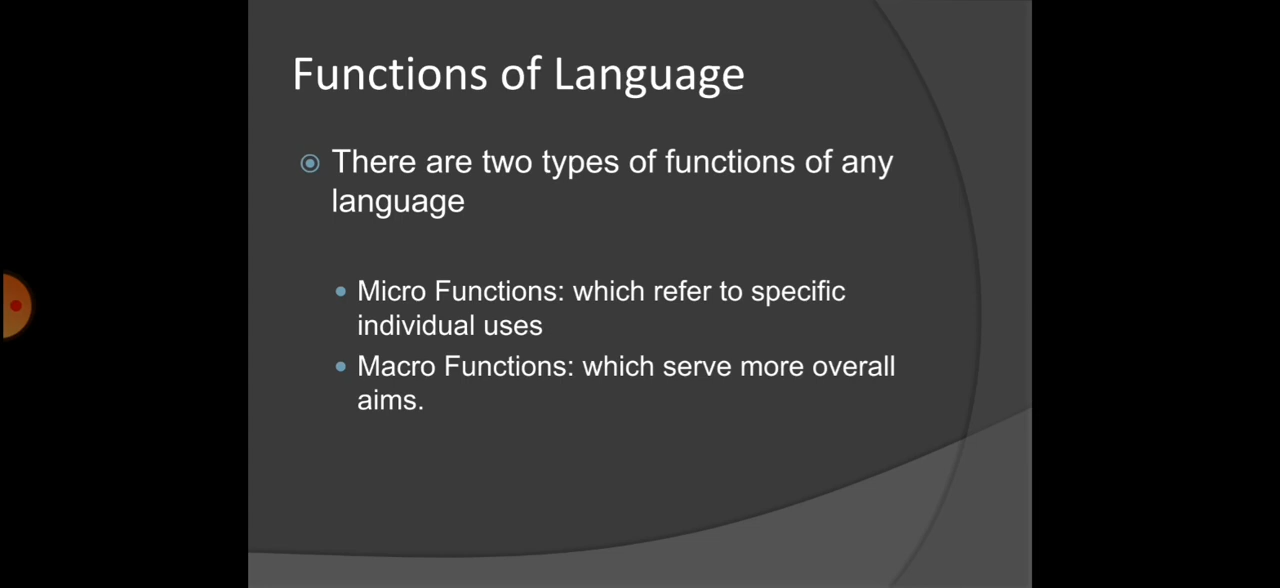 Functions of Language
There are two types of functions of any
language
Micro Functions: which refer to specific
individual uses
Macro Functions: which serve more overall
aims.